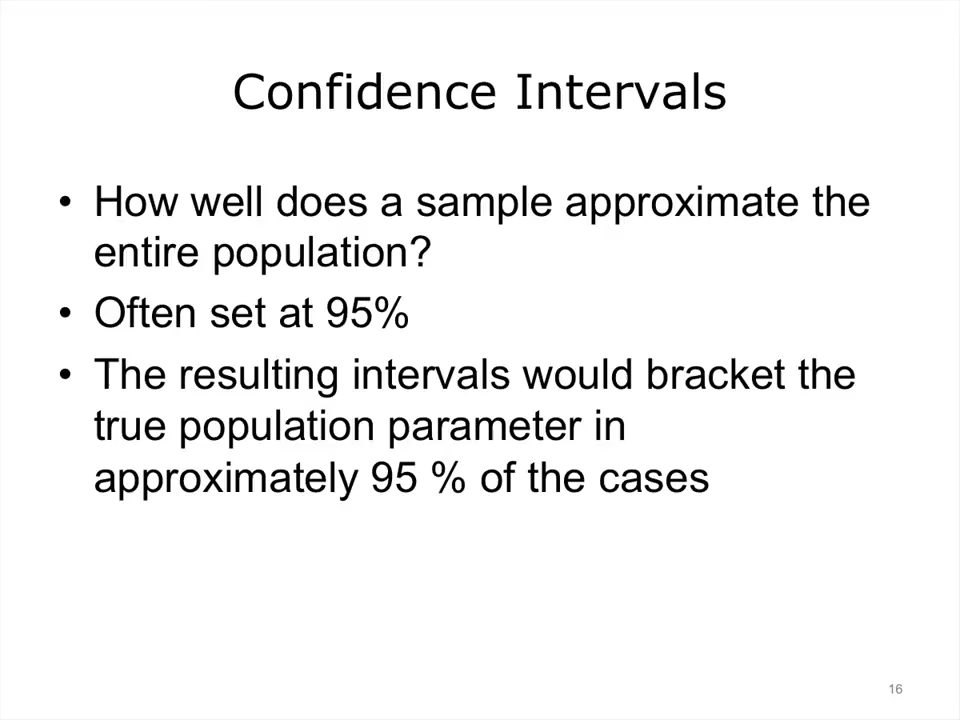 Confidence Intervals
• How well does a sample approximate the
entire population?
• Often set at 95%
• The resulting intervals would bracket the
true population parameter in
approximately 95 % of the cases
16